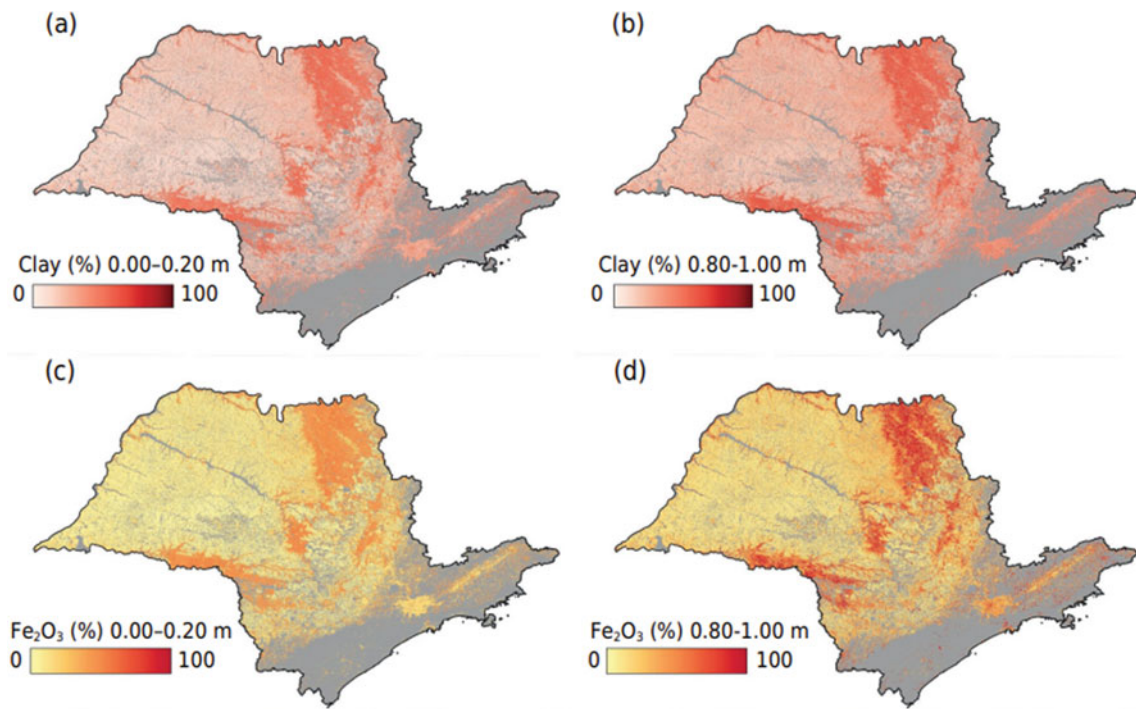 (a)
(b)
Clay (%) 0.00–0.20 m
0 100
Clay (%) 0.80-1.00 m
0 100
(c)
(d)
Fe₂O₃ (%) 0.00–0.20 m
0 100
Fe₂O₃ (%) 0.80-1.00 m
0 100